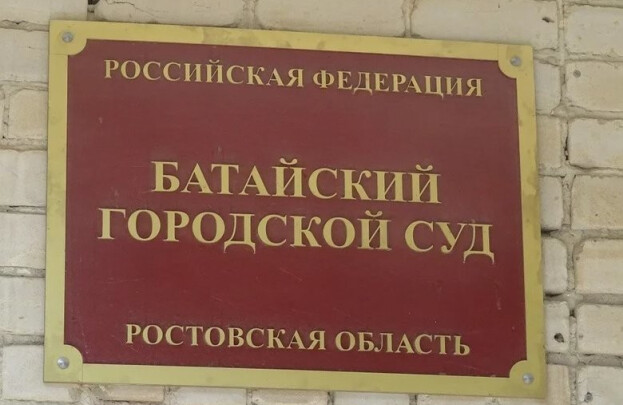 РОССИЙСКАЯ ФЕДЕРАЦИЯ
БАТАЙСКИЙ
ГОРОДСКОЙ СУД
РОСТОВСКАЯ ОБЛАСТЬ